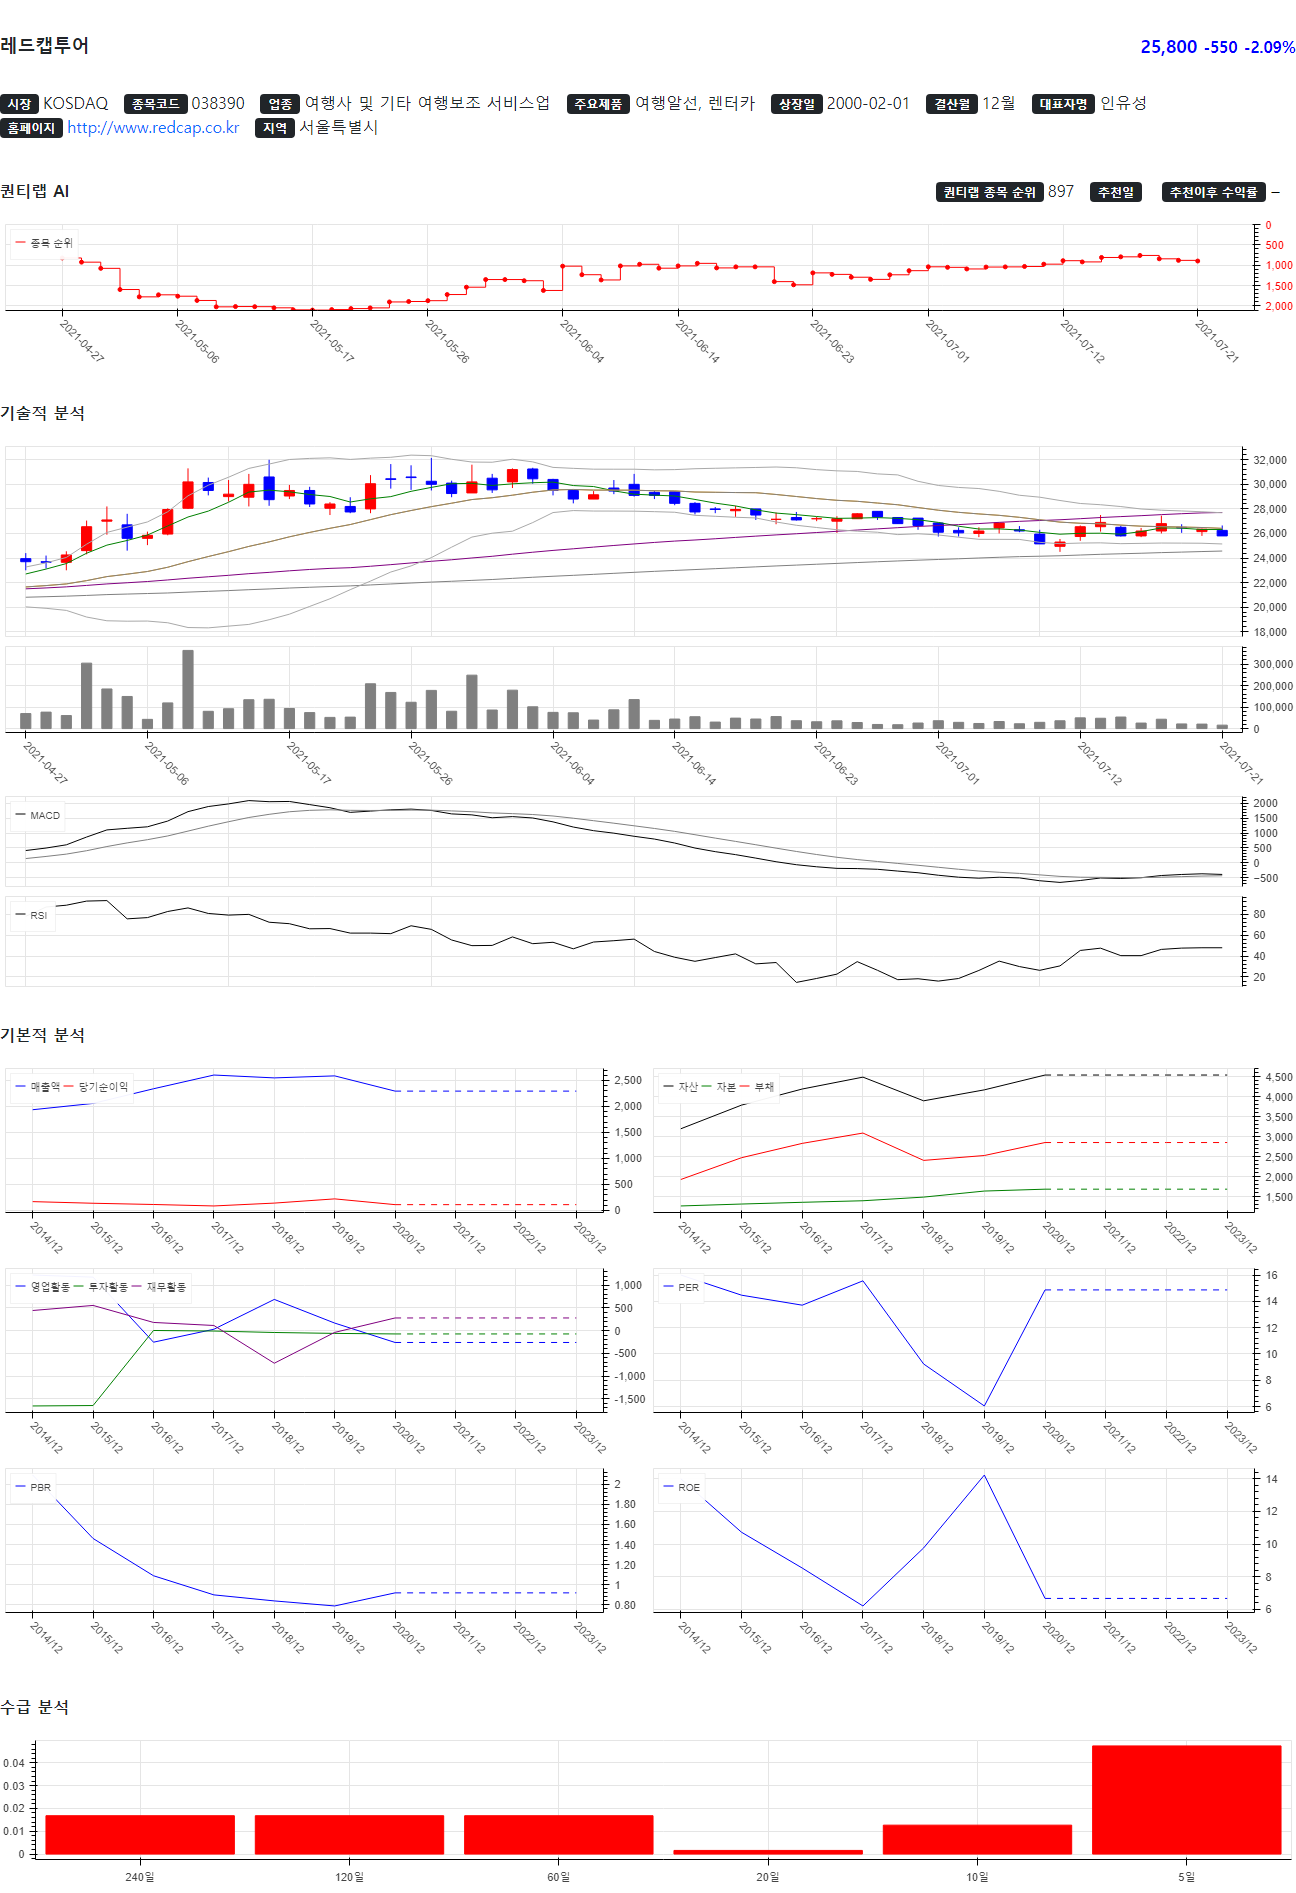 레드캡투어 25,800 -550 -2.09%
시장 KOSDAQ 종목코드 038390 업종 여행사 및 기타 여행보조 서비스업 주요제품 여행알선, 렌터카 상장일 2000-02-01 결산월 12월 대표자명 인유성
홈페이지 http://www.redcap.co.kr 지역 서울특별시
퀀티랩 AI 퀀티랩 종목 순위 897 추천일 추천이후 수익률 –
종목 순위
0
500
1,000
1,500
2,000
2021-04-27 2021-05-06 2021-05-17 2021-05-26 2021-06-04 2021-06-14 2021-06-23 2021-07-01 2021-07-12 2021-07-21
기술적 분석
32,000
30,000
28,000
26,000
24,000
22,000
20,000
18,000
300,000
200,000
100,000
0
2021-04-27 2021-05-06 2021-05-17 2021-05-26 2021-06-04 2021-06-14 2021-06-23 2021-07-01 2021-07-12 2021-07-21
MACD
2000
1500
1000
500
0
−500
RSI
80
60
40
20
기본적 분석
매출액 당기순이익
2,500
2,000
1,500
1,000
500
0
2014/12 2015/12 2016/12 2017/12 2018/12 2019/12 2020/12 2021/12 2022/12 2023/12
자산 자본 부채
4,500
4,000
3,500
3,000
2,500
2,000
1,500
2014/12 2015/12 2016/12 2017/12 2018/12 2019/12 2020/12 2021/12 2022/12 2023/12
영업활동 투자활동 재무활동
1,000
500
0
-500
-1,000
-1,500
2014/12 2015/12 2016/12 2017/12 2018/12 2019/12 2020/12 2021/12 2022/12 2023/12
PER
16
14
12
10
8
6
2014/12 2015/12 2016/12 2017/12 2018/12 2019/12 2020/12 2021/12 2022/12 2023/12
PBR
2
1.80
1.60
1.40
1.20
1
0.80
2014/12 2015/12 2016/12 2017/12 2018/12 2019/12 2020/12 2021/12 2022/12 2023/12
ROE
14
12
10
8
6
2014/12 2015/12 2016/12 2017/12 2018/12 2019/12 2020/12 2021/12 2022/12 2023/12
수급 분석
0.04
0.03
0.02
0.01
0
240일 120일 60일 20일 10일 5일